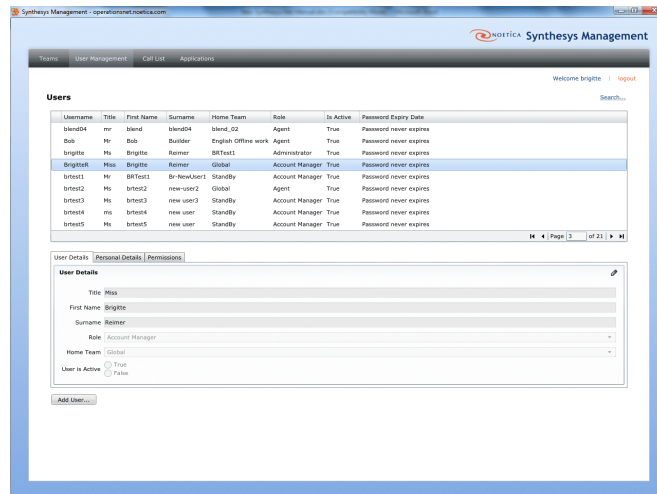 Synthesys Management - operationsnet.noetica.com
NOETICA Synthesys Management
Teams User Management Call List Applications
Welcome brigitte | logout
Users Search...
Username Title First Name Surname Home Team Role Is Active Password Expiry Date
blend04 mr blend blend04 blend_02 Agent True Password never expires
Bob Mr Bob Builder English Offline work Agent True Password never expires
brigitte Ms Brigitte Reimer BRTest1 Administrator True Password never expires
BrigitteR Miss Brigitte Reimer Global Account Manager True Password never expires
brtest1 Mr BRTest1 Br-NewUser1 StandBy Account Manager True Password never expires
brtest2 Ms brtest2 new-user2 Global Agent True Password never expires
brtest3 Ms brtest3 new user3 StandBy Account Manager True Password never expires
brtest4 ms brtest4 new user StandBy Account Manager True Password never expires
brtest5 Ms brtest5 new user StandBy Account Manager True Password never expires
Page 3 of 21
User Details Personal Details Permissions
User Details
Title Miss
First Name Brigitte
Surname Reimer
Role Account Manager
Home Team Global
User is Active True
False
Add User...